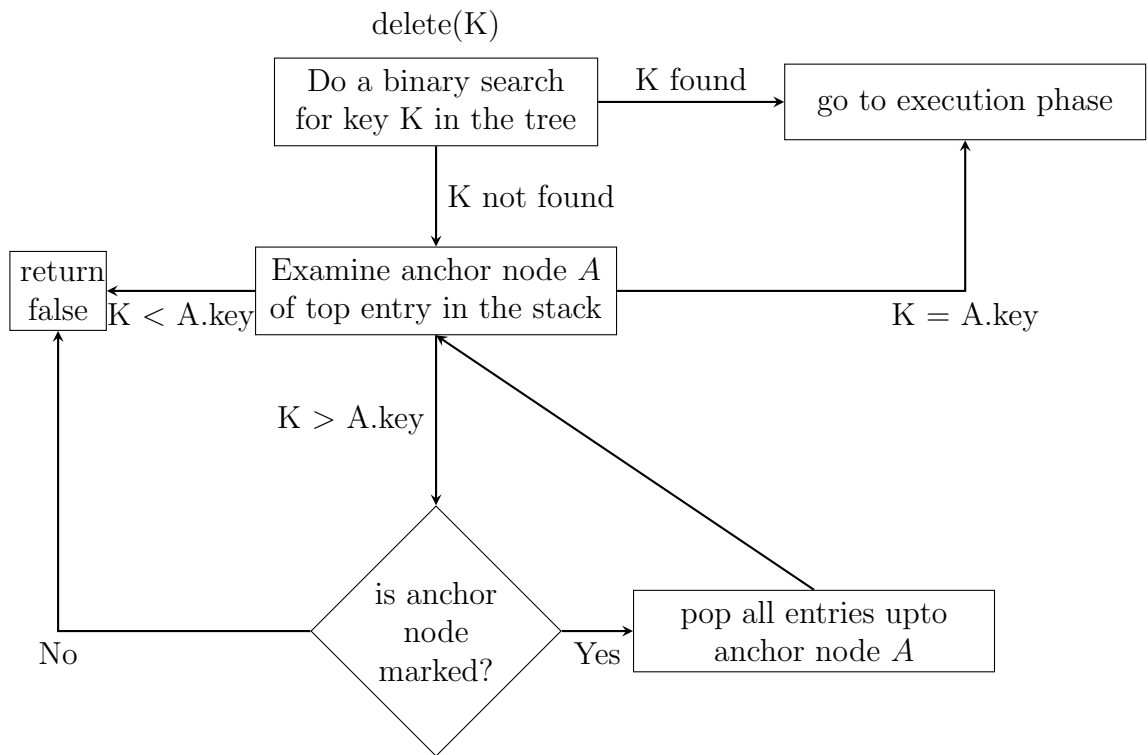 delete(K)
Do a binary search
for key K in the tree
K found
go to execution phase
K not found
return
false
Examine anchor node A
of top entry in the stack
K < A.key
K = A.key
K > A.key
is anchor
node
marked?
No
Yes
pop all entries upto
anchor node A